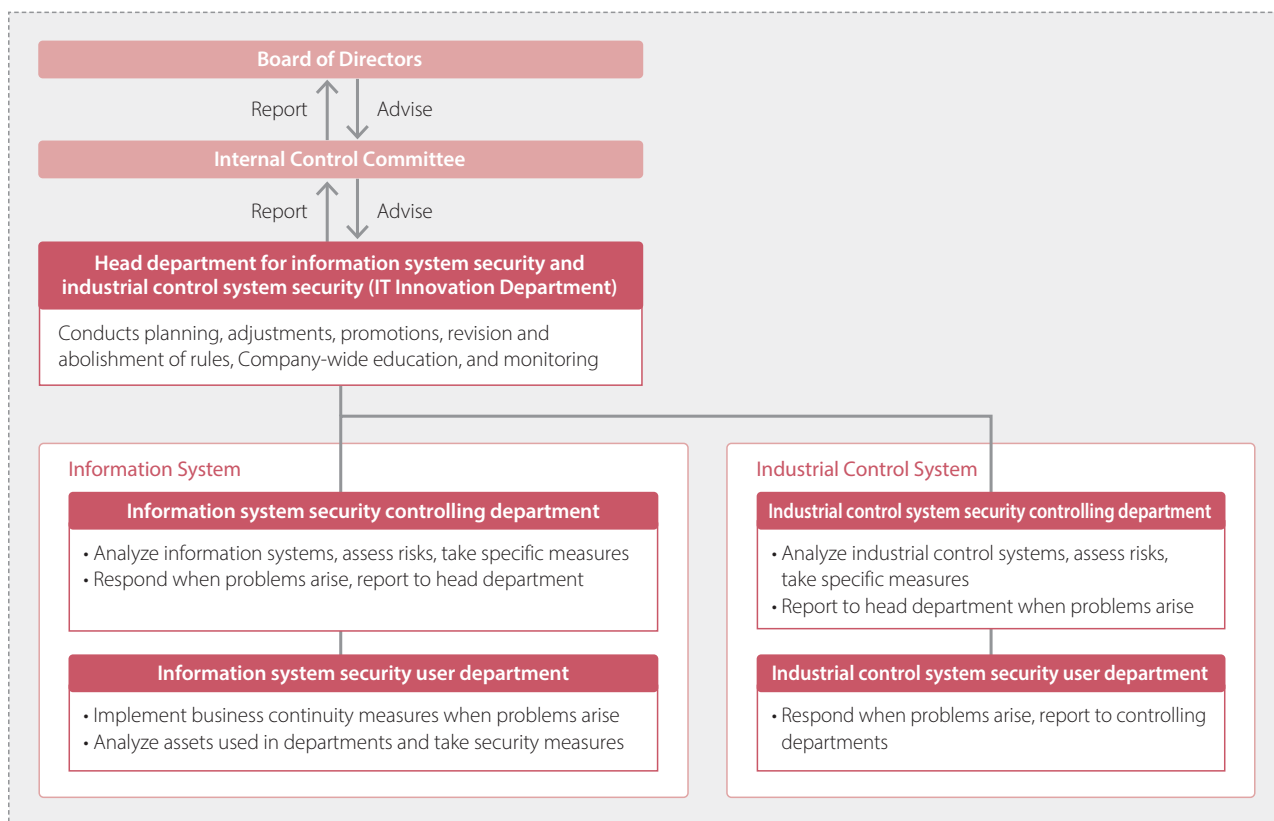 Board of Directors
Report
Advise
Internal Control Committee
Report
Advise
Head department for information system security and
industrial control system security (IT Innovation Department)
Conducts planning, adjustments, promotions, revision and
abolishment of rules, Company-wide education, and monitoring
Information System
Information system security controlling department
• Analyze information systems, assess risks, take specific measures
• Respond when problems arise, report to head department
Information system security user department
• Implement business continuity measures when problems arise
• Analyze assets used in departments and take security measures
Industrial Control System
Industrial control system security controlling department
• Analyze industrial control systems, assess risks,
take specific measures
• Report to head department when problems arise
Industrial control system security user department
• Respond when problems arise, report to controlling
departments